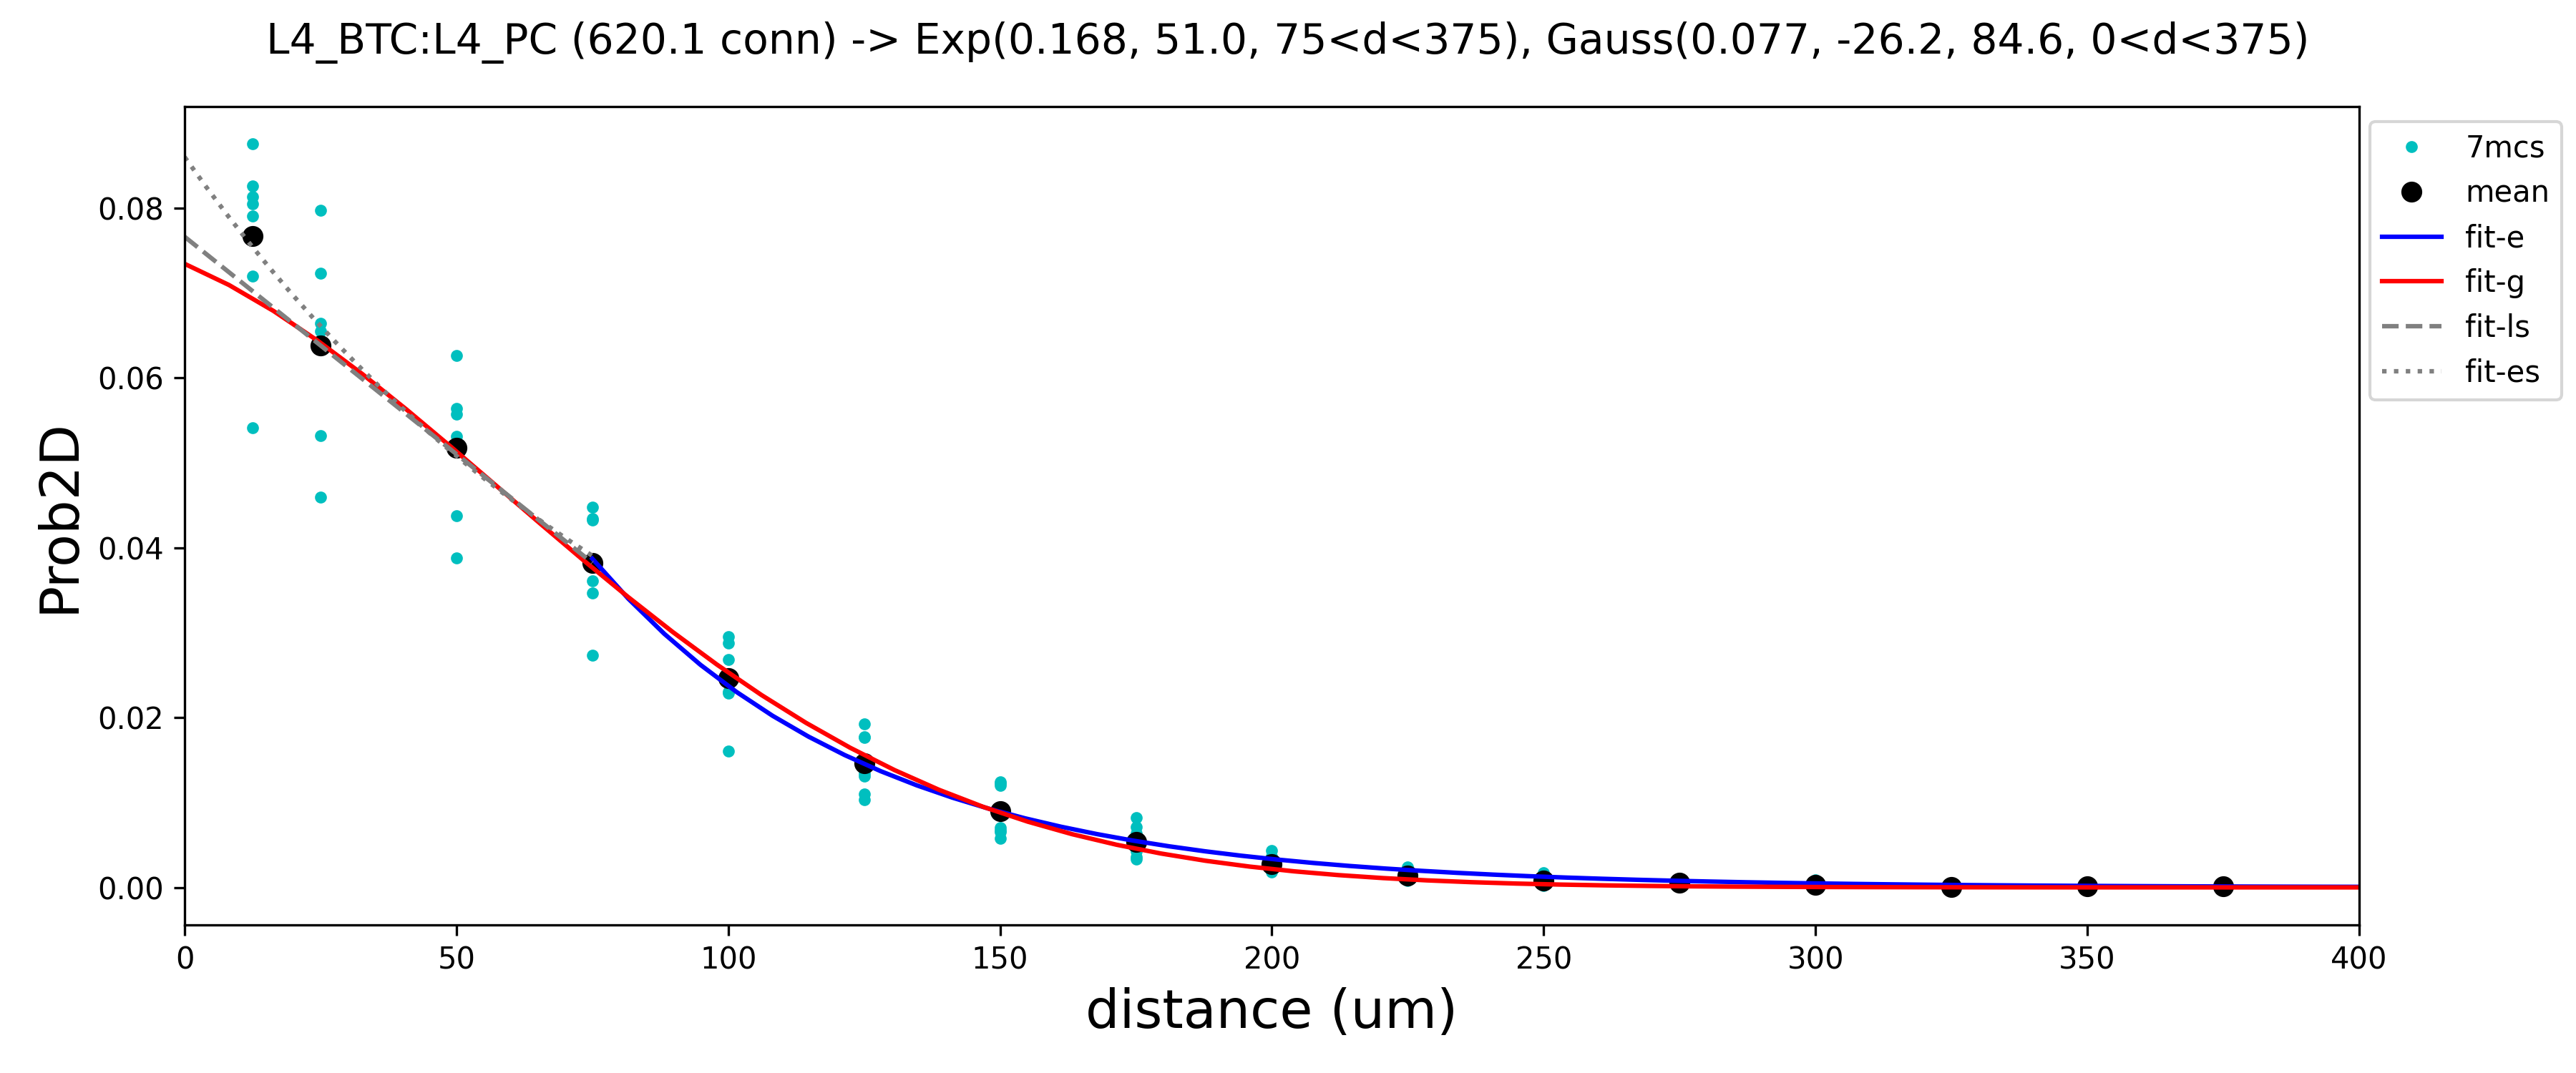 L4_BTC:L4_PC (620.1 conn) -> Exp(0.168, 51.0, 75<d<375), Gauss(0.077, -26.2, 84.6, 0<d<375)
7mcs
mean
fit-e
fit-g
fit-ls
fit-es
Prob2D
0.08
0.06
0.04
0.02
0.00
0 50 100 150 200 250 300 350 400
distance (um)